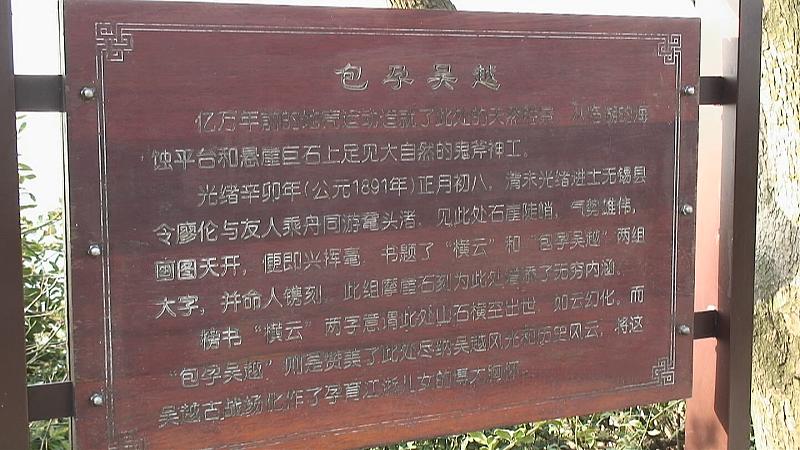 包孕吴越
亿万年前的地壳运动造就了此处的天然胜景，从临湖的海
蚀平台和悬崖巨石上足见大自然的鬼斧神工。
光绪辛卯年(公元1891年)正月初八，清末光绪进士无锡县
令廖伦与友人乘舟同游鼋头渚，见此处石崖陡峭，气势雄伟，
画图天开，便即兴挥毫，书题了“横云”和“包孕吴越”两组
大字，并命人镌刻，此组摩崖石刻为此处增添了无穷内涵。
榜书“横云”两字意谓此处山石横空出世，如云幻化。而
“包孕吴越”则是赞美了此处尽纳吴越风光和历史风云，将这
吴越古战场化作了孕育江浙儿女的博大胸怀。